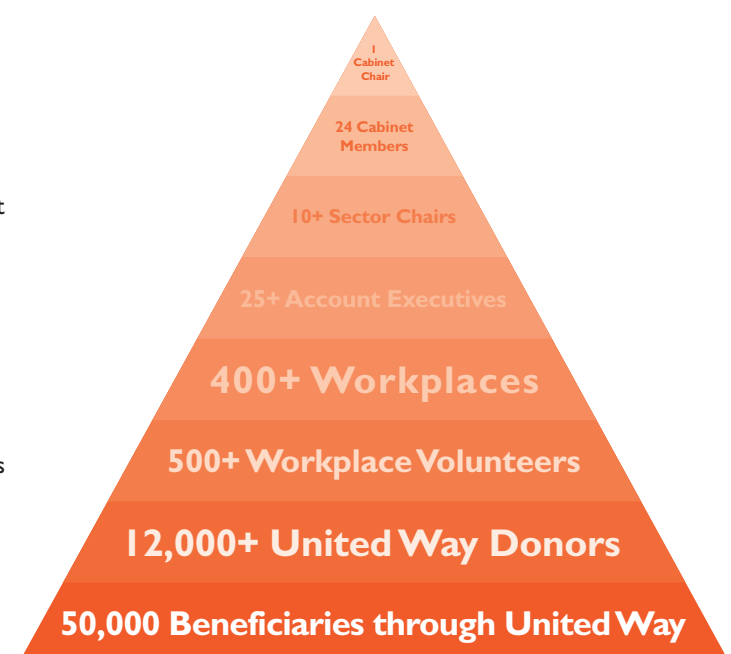 1
Cabinet
Chair
24 Cabinet
Members
t
10+ Sector Chairs
25+ Account Executives
400+ Workplaces
s
500+ Workplace Volunteers
12,000+ United Way Donors
50,000 Beneficiaries through United Way